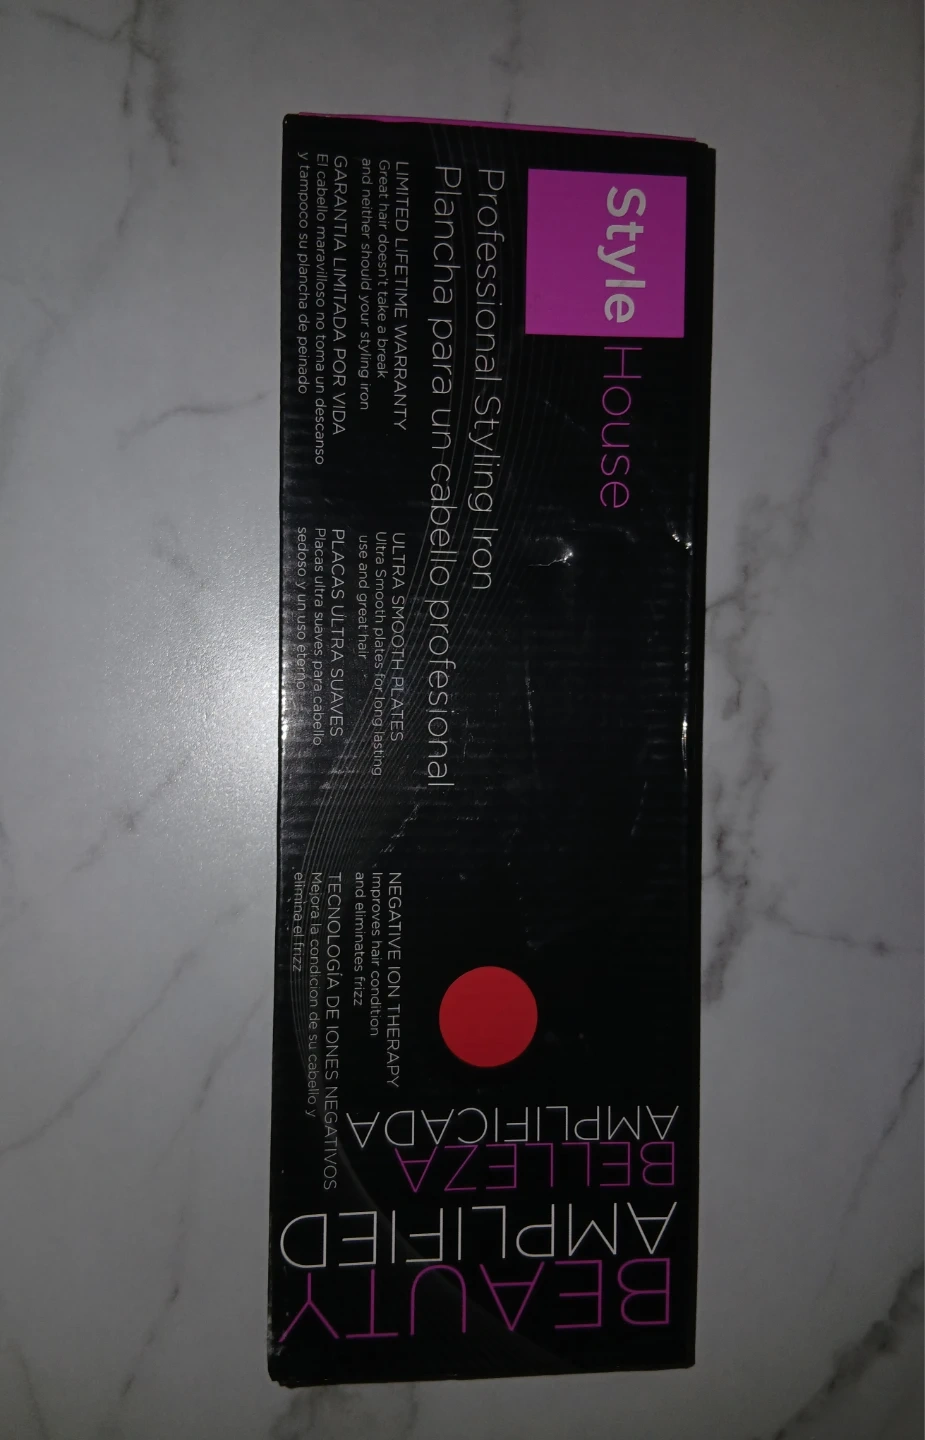 Style House
Professional Styling Iron
Plancha para un cabello profesional
LIMITED LIFETIME WARRANTY
Great hair doesn't take a break
and neither should your styling iron
GARANTIA LIMITADA POR VIDA
El cabello maravilloso no toma un descanso
y tampoco su plancha de peinado
ULTRA SMOOTH PLATES
Ultra Smooth plates for long lasting
use and great hair
PLACAS ULTRA SUAVES
Placas ultra suaves para cabello
sedoso y un uso eterno
NEGATIVE ION THERAPY
Improves hair condition
and eliminates frizz
TECNOLOGÍA DE IONES NEGATIVOS
Mejora la condicion de su cabello y
elimina el frizz
BEAUTY
AMPLIFIED
BELLEZA
AMPLIFICADA